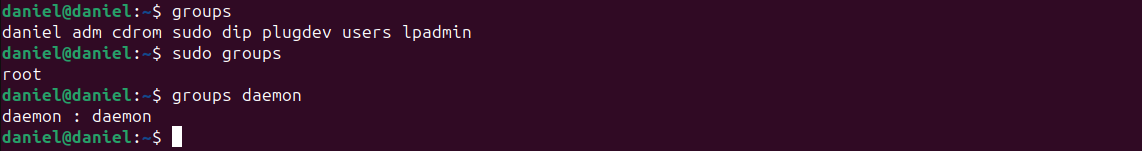 daniel@daniel:~$ groups
daniel adm cdrom sudo dip plugdev users lpadmin
daniel@daniel:~$ sudo groups
root
daniel@daniel:~$ groups daemon
daemon : daemon
daniel@daniel:~$